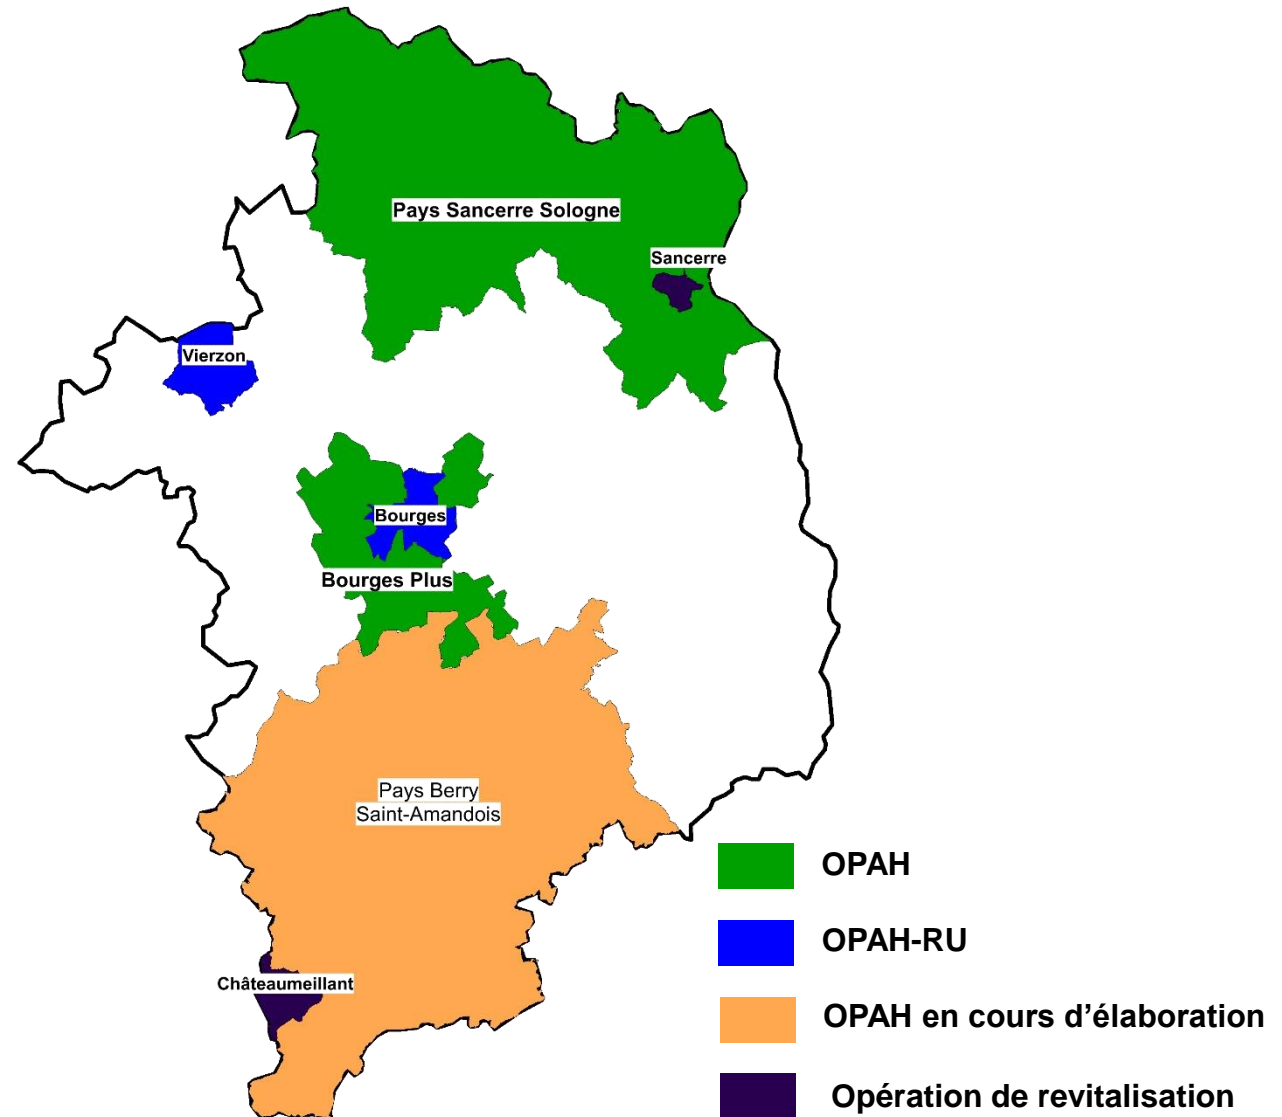 Pays Sancerre Sologne
Sancerre
Vierzon
Bourges
Bourges Plus
Pays Berry
Saint-Amandois
Châteaumeillant
OPAH
OPAH-RU
OPAH en cours d’élaboration
Opération de revitalisation